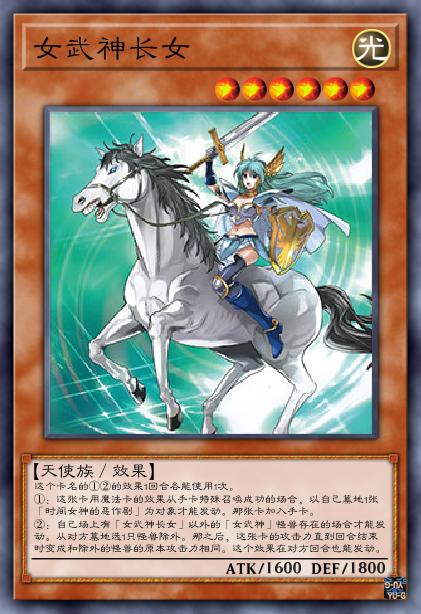 女武神长女
光
【天使族／效果】
这个卡名的①②的效果1回合各能使用1次。
①：这张卡用魔法卡的效果从手卡特殊召唤成功的场合，以自己墓地1张
「时间女神的恶作剧」为对象才能发动。那张卡加入手卡。
②：自己场上有「女武神长女」以外的「女武神」怪兽存在的场合才能发
动。从对方墓地选1只怪兽除外。那之后，这张卡的攻击力直到回合结束
时变成和除外的怪兽的原本攻击力相同。这个效果在对方回合也能发动。
ATK/1600 DEF/1800